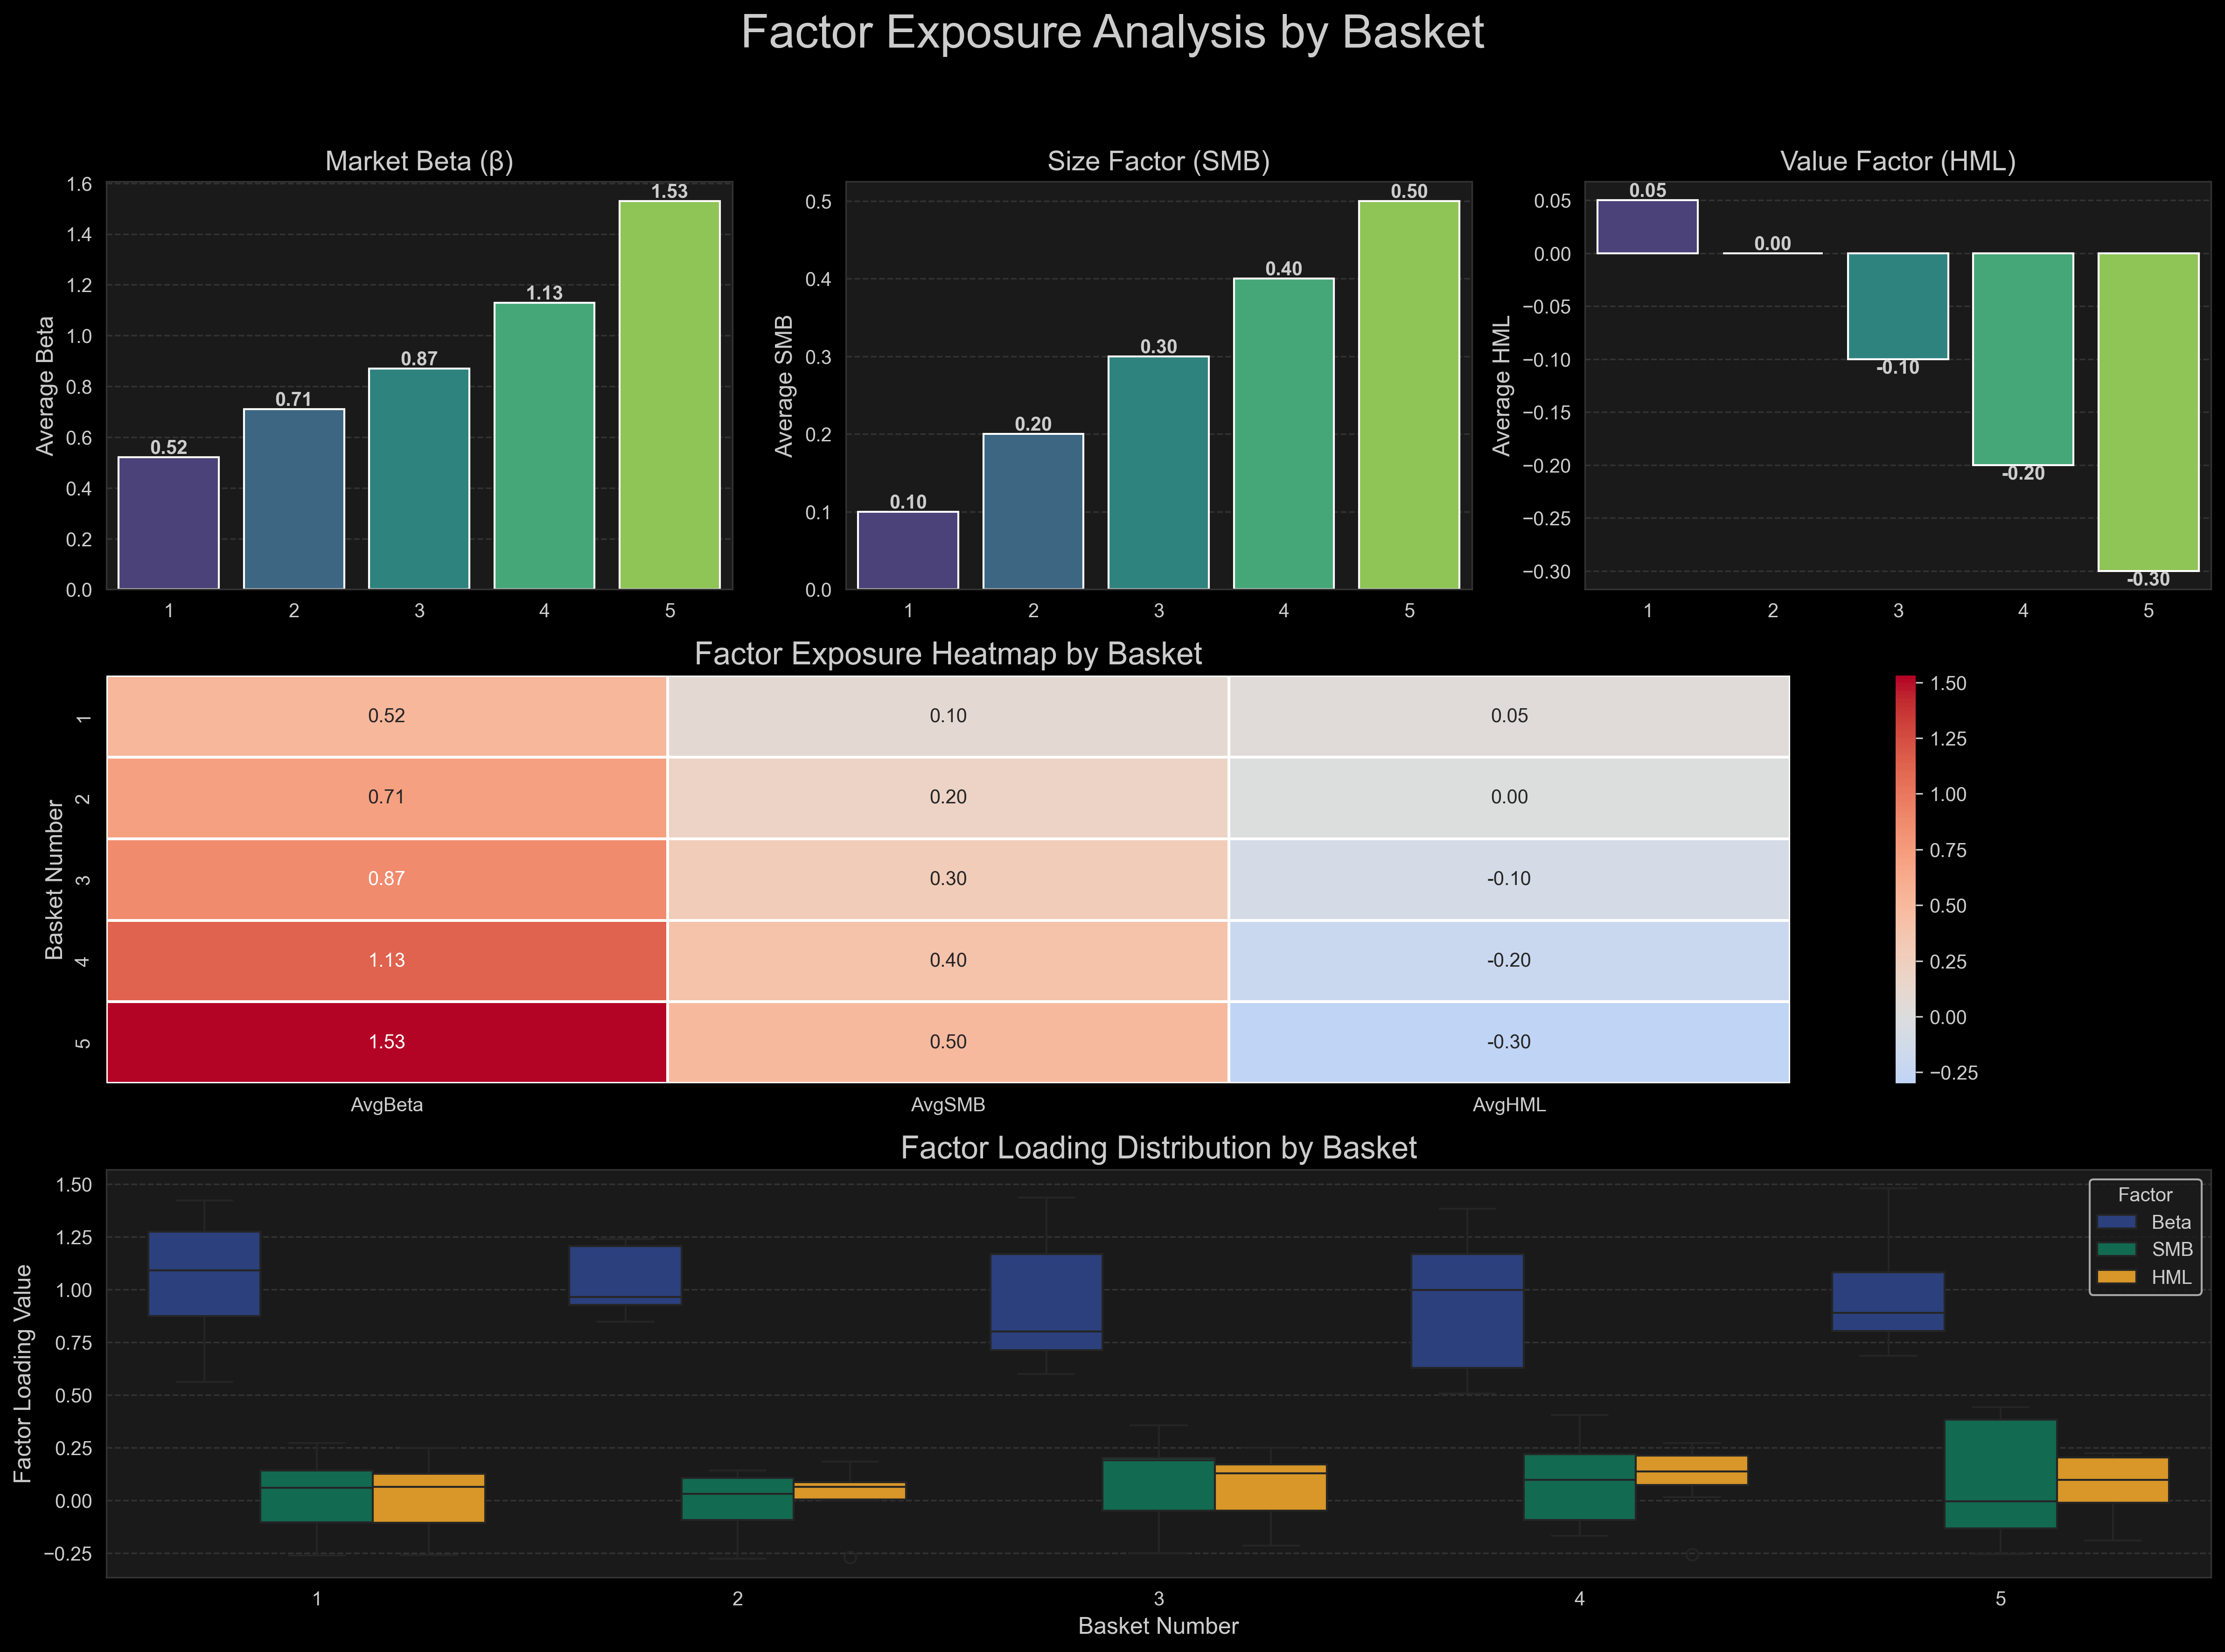 Factor Exposure Analysis by Basket
Market Beta (β)
Average Beta
1.6
1.4
1.2
1.0
0.8
0.6
0.4
0.2
0.0
0.52
0.71
0.87
1.13
1.53
1 2 3 4 5
Size Factor (SMB)
Average SMB
0.5
0.4
0.3
0.2
0.1
0.0
0.10
0.20
0.30
0.40
0.50
1 2 3 4 5
Value Factor (HML)
Average HML
0.05
0.00
−0.05
−0.10
−0.15
−0.20
−0.25
−0.30
0.05
0.00
-0.10
-0.20
-0.30
1 2 3 4 5
Factor Exposure Heatmap by Basket
Basket Number
1 0.52 0.10 0.05
2 0.71 0.20 0.00
3 0.87 0.30 -0.10
4 1.13 0.40 -0.20
5 1.53 0.50 -0.30
AvgBeta AvgSMB AvgHML
1.50
1.25
1.00
0.75
0.50
0.25
0.00
−0.25
Factor Loading Distribution by Basket
Factor Loading Value
1.50
1.25
1.00
0.75
0.50
0.25
0.00
−0.25
Factor
Beta
SMB
HML
1 2 3 4 5
Basket Number